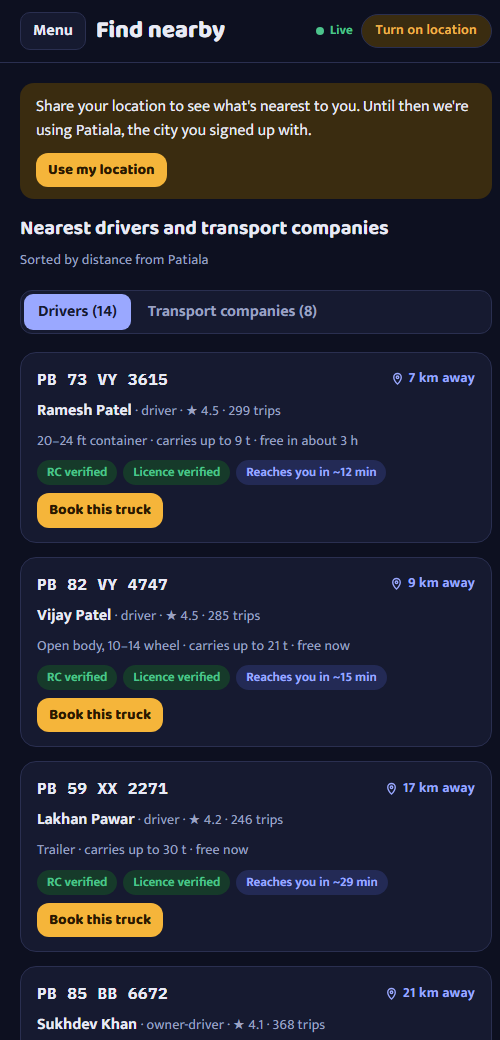 Menu
Find nearby
Live
Turn on location
Share your location to see what's nearest to you. Until then we're
using Patiala, the city you signed up with.
Use my location
Nearest drivers and transport companies
Sorted by distance from Patiala
Drivers (14)
Transport companies (8)
PB 73 VY 3615
7 km away
Ramesh Patel · driver · ★ 4.5 · 299 trips
20–24 ft container · carries up to 9 t · free in about 3 h
RC verified
Licence verified
Reaches you in ~12 min
Book this truck
PB 82 VY 4747
9 km away
Vijay Patel · driver · ★ 4.5 · 285 trips
Open body, 10–14 wheel · carries up to 21 t · free now
RC verified
Licence verified
Reaches you in ~15 min
Book this truck
PB 59 XX 2271
17 km away
Lakhan Pawar · driver · ★ 4.2 · 246 trips
Trailer · carries up to 30 t · free now
RC verified
Licence verified
Reaches you in ~29 min
Book this truck
PB 85 BB 6672
21 km away
Sukhdev Khan · owner-driver · ★ 4.1 · 368 trips